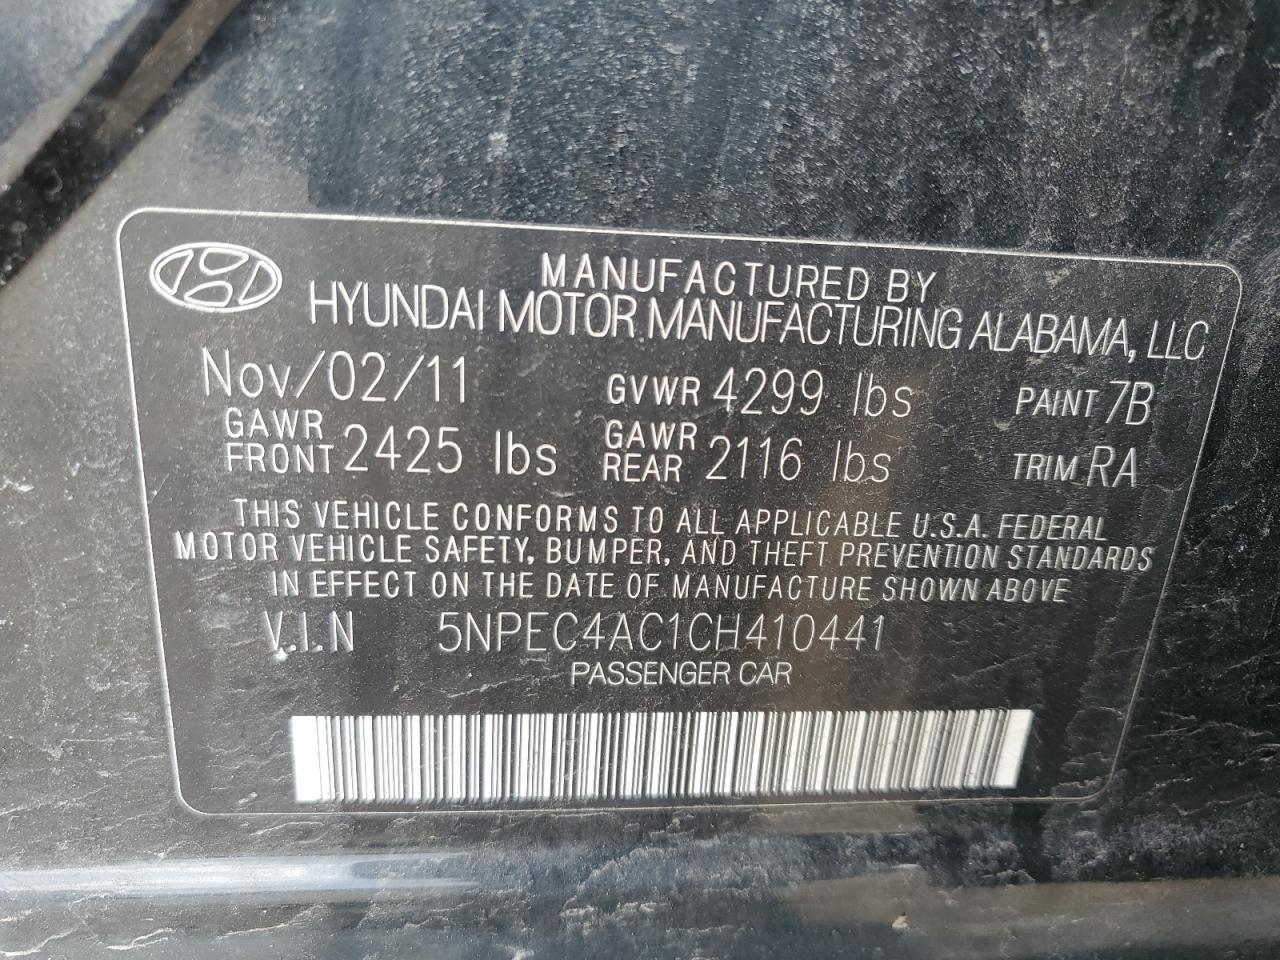 MANUFACTURED BY
HYUNDAI MOTOR MANUFACTURING ALABAMA, LLC
Nov/02/11 GVWR 4299 lbs PAINT 7B
GAWR FRONT 2425 lbs GAWR REAR 2116 lbs TRIM RA
THIS VEHICLE CONFORMS TO ALL APPLICABLE U.S.A. FEDERAL
MOTOR VEHICLE SAFETY, BUMPER, AND THEFT PREVENTION STANDARDS
IN EFFECT ON THE DATE OF MANUFACTURE SHOWN ABOVE
V.I.N 5NPEC4AC1CH410441
PASSENGER CAR